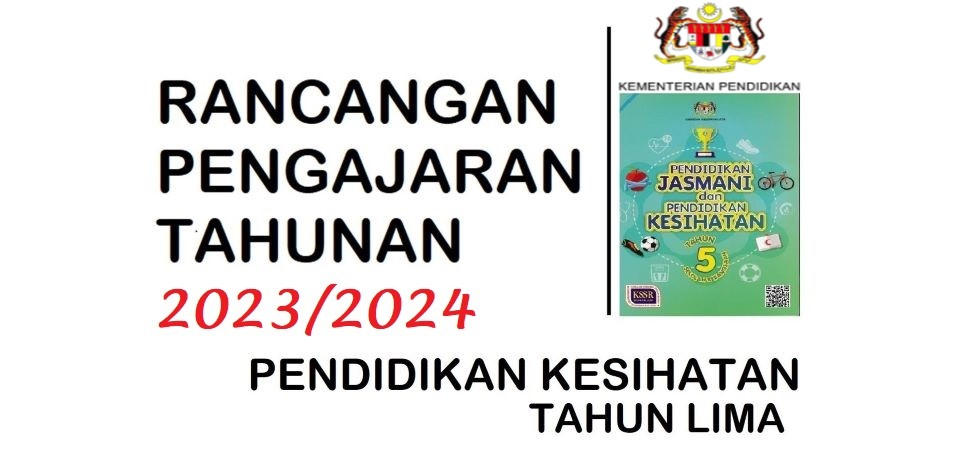 RANCANGAN
PENGAJARAN
TAHUNAN
2023/2024
KEMENTERIAN PENDIDIKAN
PENDIDIKAN
JASMANI
dan
PENDIDIKAN
KESIHATAN
TAHUN
5
KSSR
PENDIDIKAN KESIHATAN
TAHUN LIMA